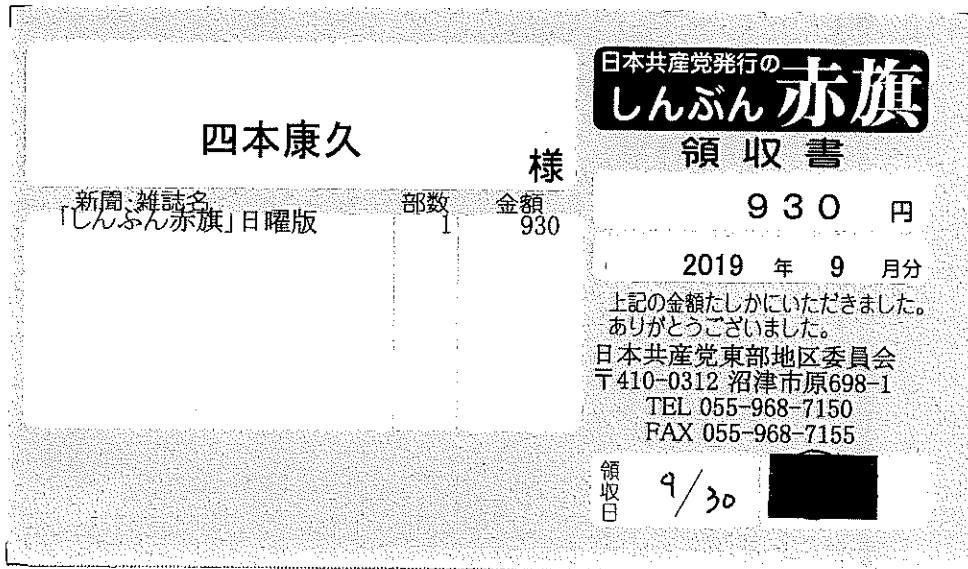 四本康久
様
新聞・雑誌名 部数 金額
「しんぶん赤旗」日曜版 1 930
日本共産党発行の
しんぶん赤旗
領収書
930 円
2019 年 9 月分
上記の金額たしかにいただきました。
ありがとうございました。
日本共産党東部地区委員会
〒410-0312 沼津市原698-1
TEL 055-968-7150
FAX 055-968-7155
領収日 9/30